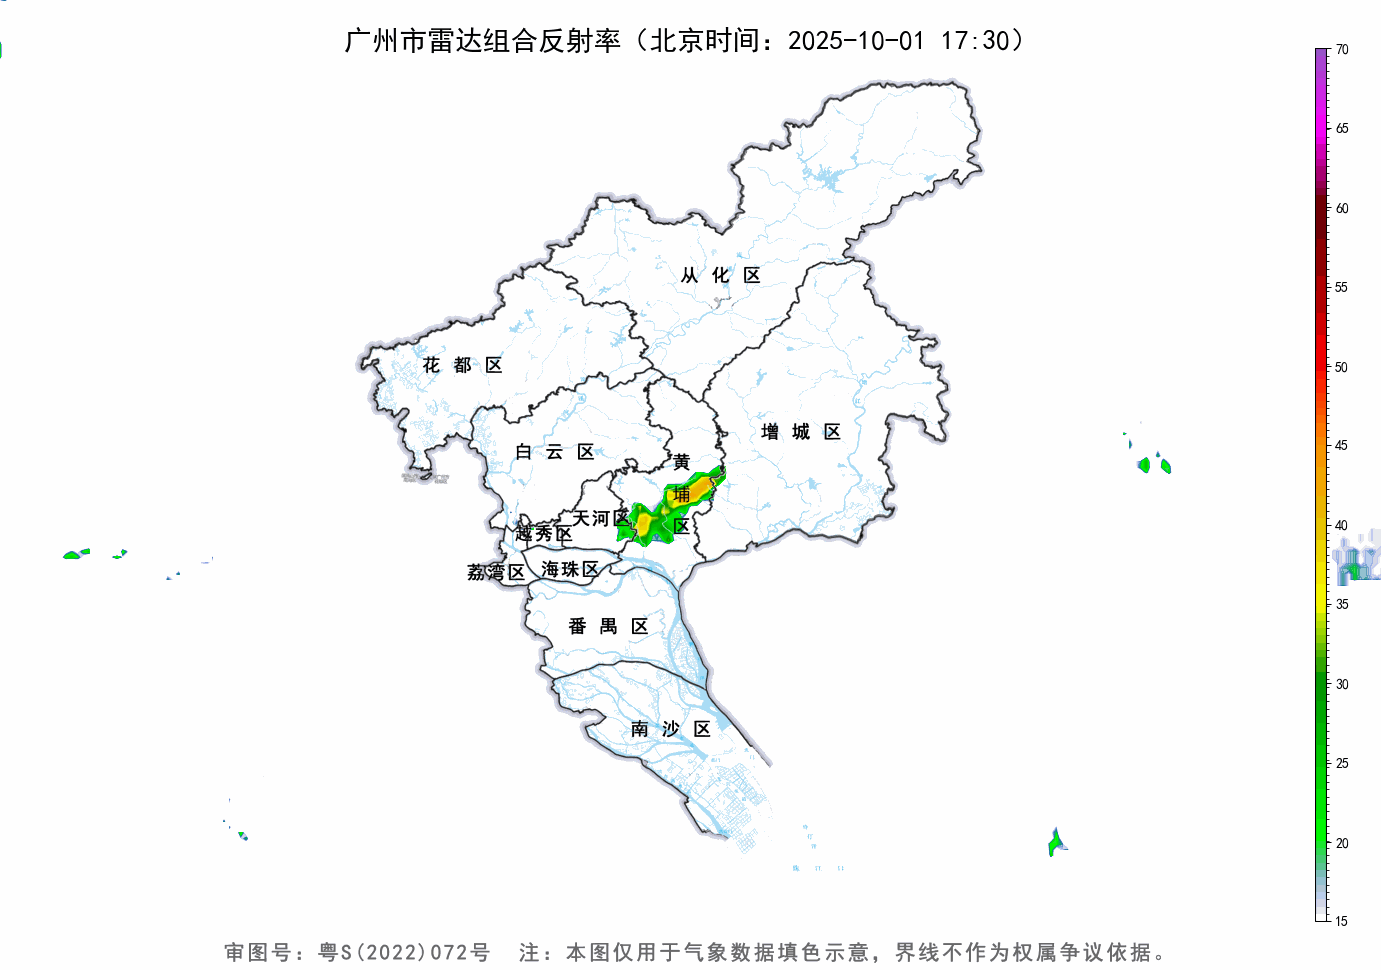 广州市雷达组合反射率（北京时间：2025-10-01 17:30）
70
65
60
55
50
45
40
35
30
25
20
15
从化区
花都区
增城区
白云区
黄埔区
天河区
越秀区
荔湾区
海珠区
番禺区
南沙区
审图号：粤S(2022)072号 注：本图仅用于气象数据填色示意，界线不作为权属争议依据。